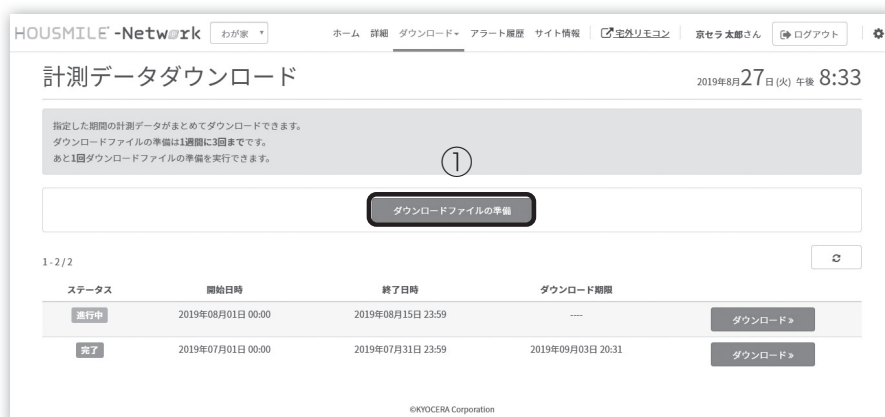 HOUSMILE -Network わが家 ▼ ホーム 詳細 ダウンロード▾ アラート履歴 サイト情報 宅外リモコン 京セラ 太郎さん ログアウト
計測データダウンロード 2019年8月27日(火) 午後 8:33
指定した期間の計測データがまとめてダウンロードできます。
ダウンロードファイルの準備は1週間に3回までです。
あと1回ダウンロードファイルの準備を実行できます。
①
ダウンロードファイルの準備
1 - 2 / 2
ステータス 開始日時 終了日時 ダウンロード期限
進行中 2019年08月01日 00:00 2019年08月15日 23:59 ---- ダウンロード »
完了 2019年07月01日 00:00 2019年07月31日 23:59 2019年09月03日 20:31 ダウンロード »
©KYOCERA Corporation